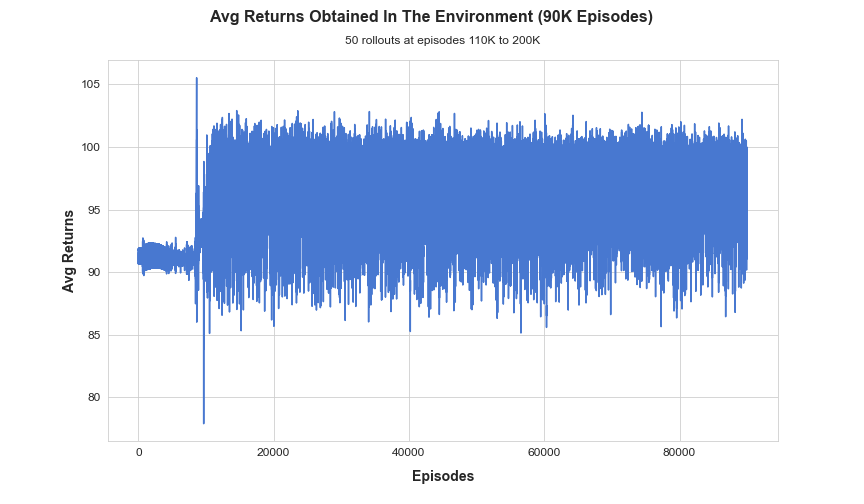 Avg Returns Obtained In The Environment (90K Episodes)
50 rollouts at episodes 110K to 200K
105
100
95
90
85
80
Avg Returns
0 20000 40000 60000 80000
Episodes